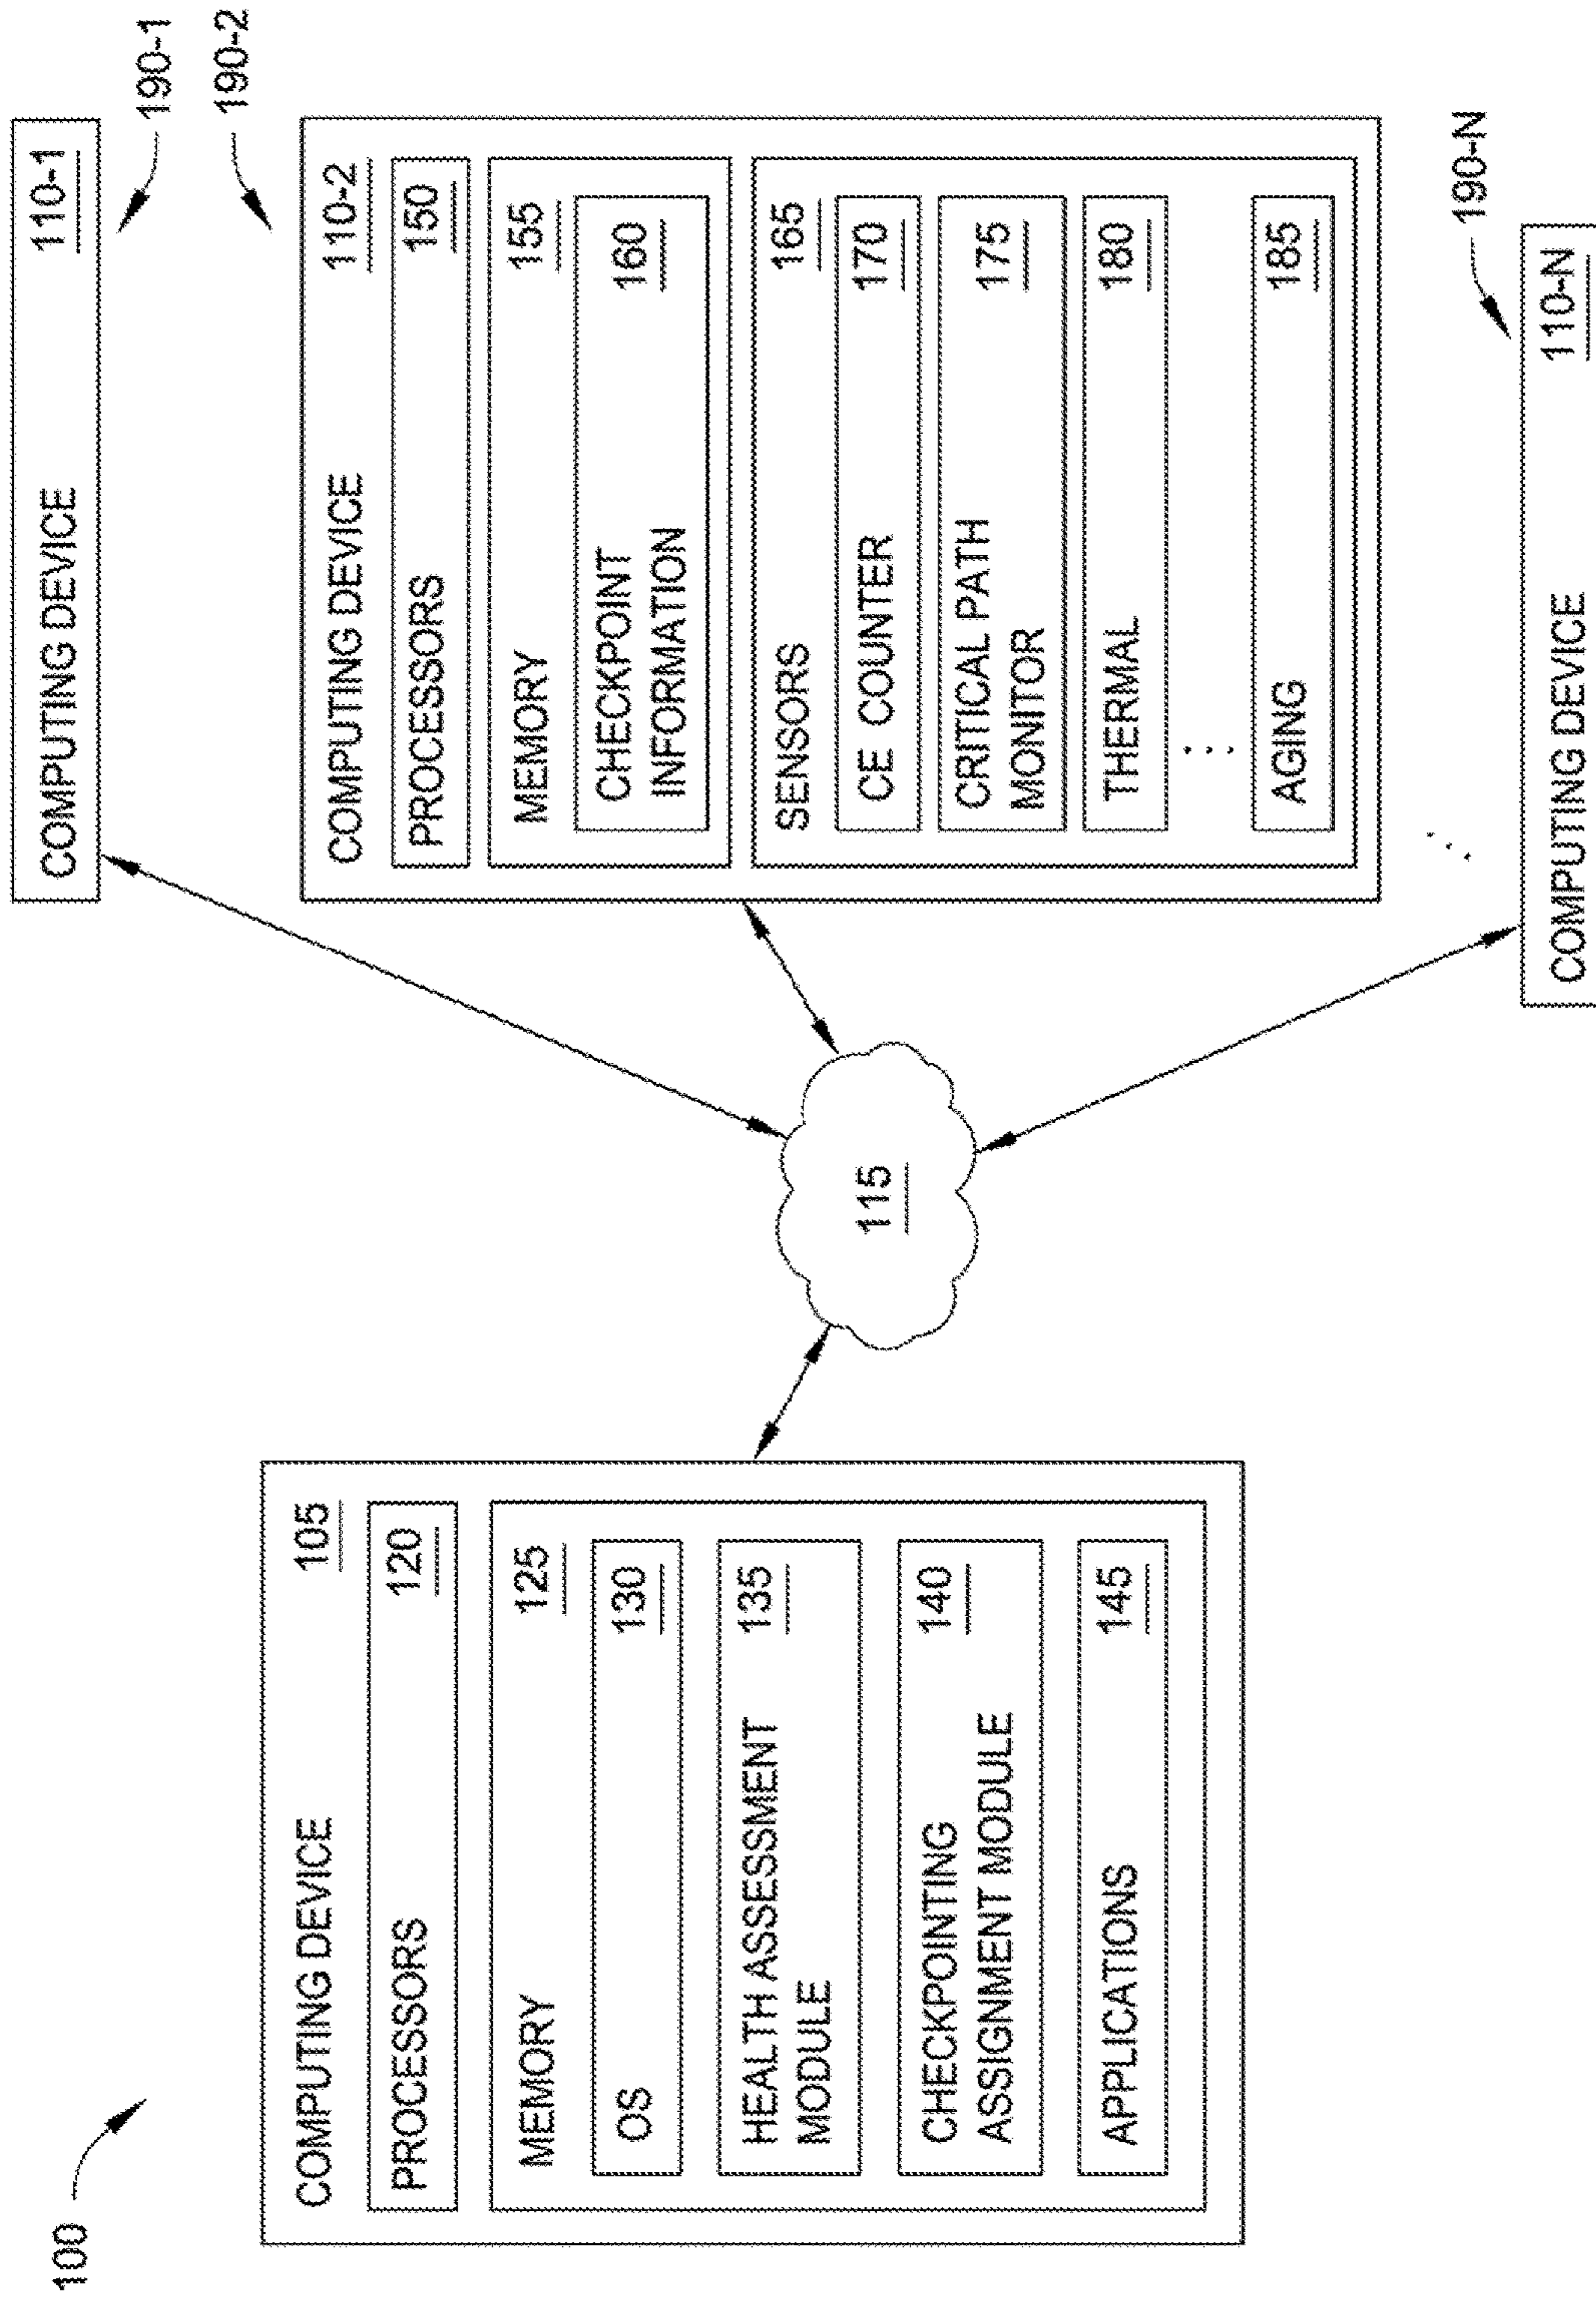 100
COMPUTING DEVICE 105
PROCESSORS 120
MEMORY 125
OS 130
HEALTH ASSESSMENT 135
MODULE
CHECKPOINTING 140
ASSIGNMENT MODULE
APPLICATIONS 145
115
COMPUTING DEVICE 110-1
190-1
190-2
COMPUTING DEVICE 110-2
PROCESSORS 150
MEMORY 155
CHECKPOINT 160
INFORMATION
SENSORS 165
CE COUNTER 170
CRITICAL PATH 175
MONITOR
THERMAL 180
AGING 185
190-N
COMPUTING DEVICE 110-N